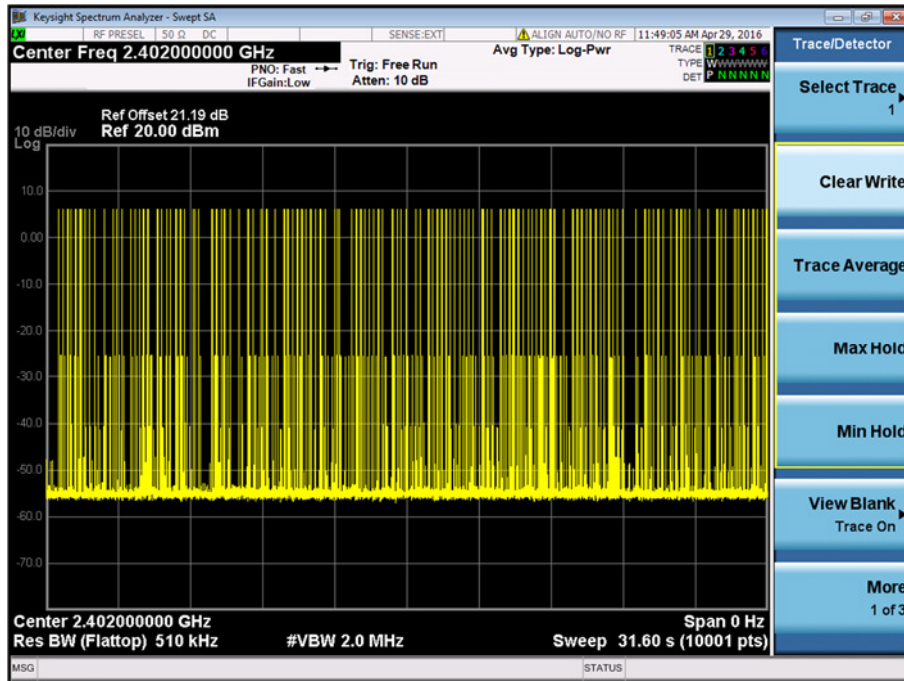 Keysight Spectrum Analyzer - Swept SA
LXI RF PRESEL 50 Ω DC SENSE:EXT ALIGN AUTO/NO RF 11:49:05 AM Apr 29, 2016
Center Freq 2.402000000 GHz
PNO: Fast
IFGain:Low
Trig: Free Run
Atten: 10 dB
Avg Type: Log-Pwr
TRACE 1 2 3 4 5 6
TYPE WWWWWW
DET P N N N N N
Ref Offset 21.19 dB
10 dB/div Ref 20.00 dBm
Log
10.0
0.00
-10.0
-20.0
-30.0
-40.0
-50.0
-60.0
-70.0
Center 2.402000000 GHz Span 0 Hz
Res BW (Flattop) 510 kHz #VBW 2.0 MHz Sweep 31.60 s (10001 pts)
MSG STATUS
Trace/Detector
Select Trace
1
Clear Write
Trace Average
Max Hold
Min Hold
View Blank
Trace On
More
1 of 3